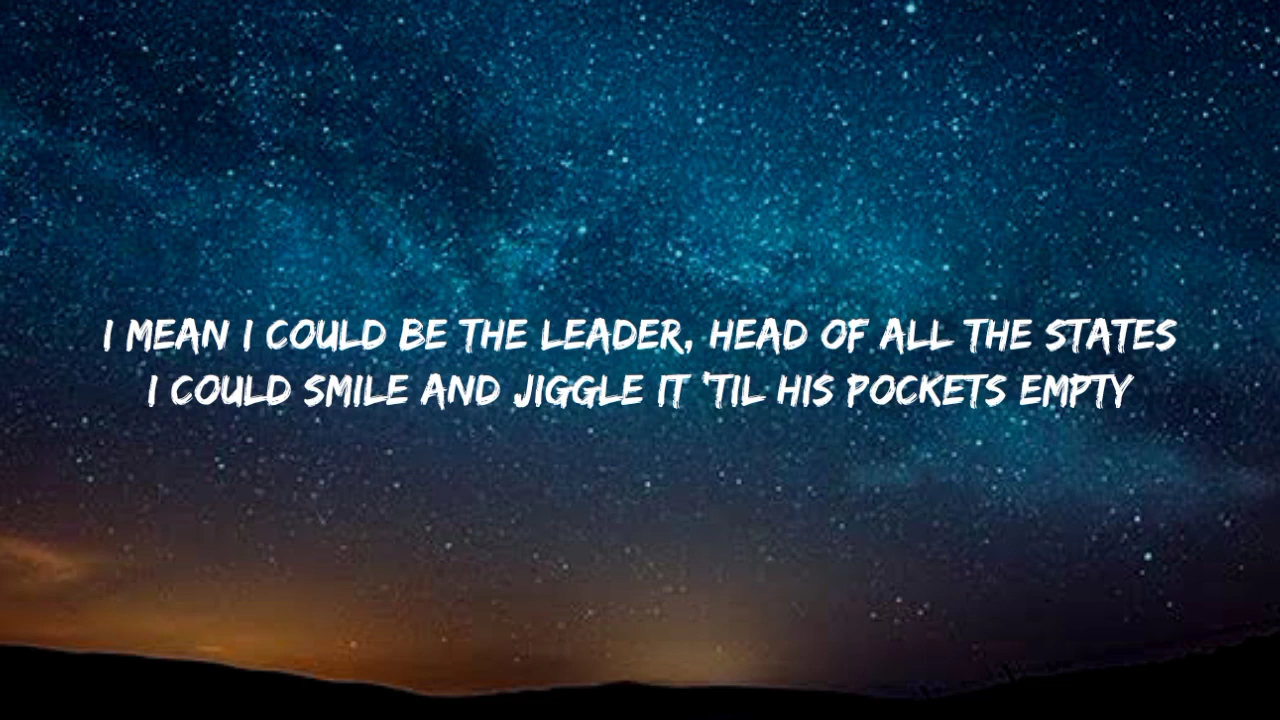 I MEAN I COULD BE THE LEADER, HEAD OF ALL THE STATES
I COULD SMILE AND JIGGLE IT 'TIL HIS POCKETS EMPTY